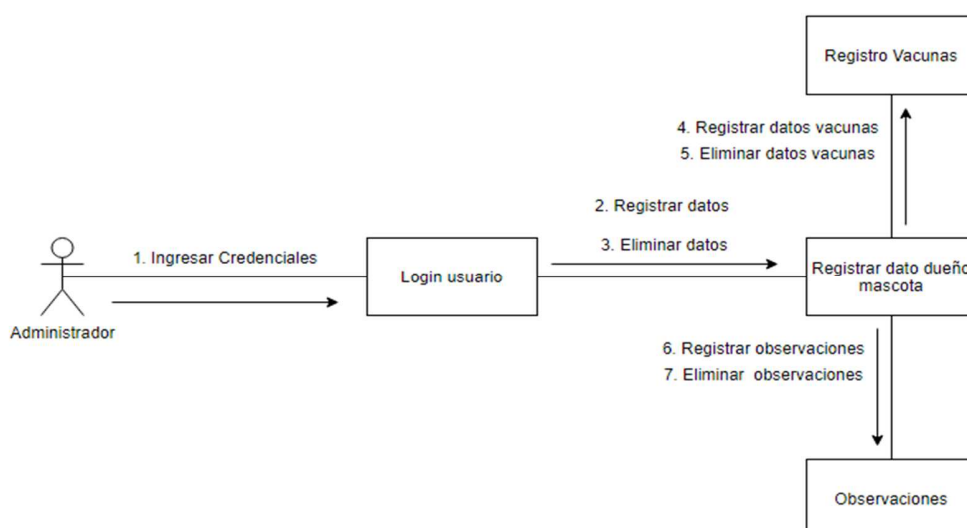 Registro Vacunas
4. Registrar datos vacunas
5. Eliminar datos vacunas
2. Registrar datos
3. Eliminar datos
1. Ingresar Credenciales
Login usuario
Registrar dato dueño
mascota
Administrador
6. Registrar observaciones
7. Eliminar observaciones
Observaciones